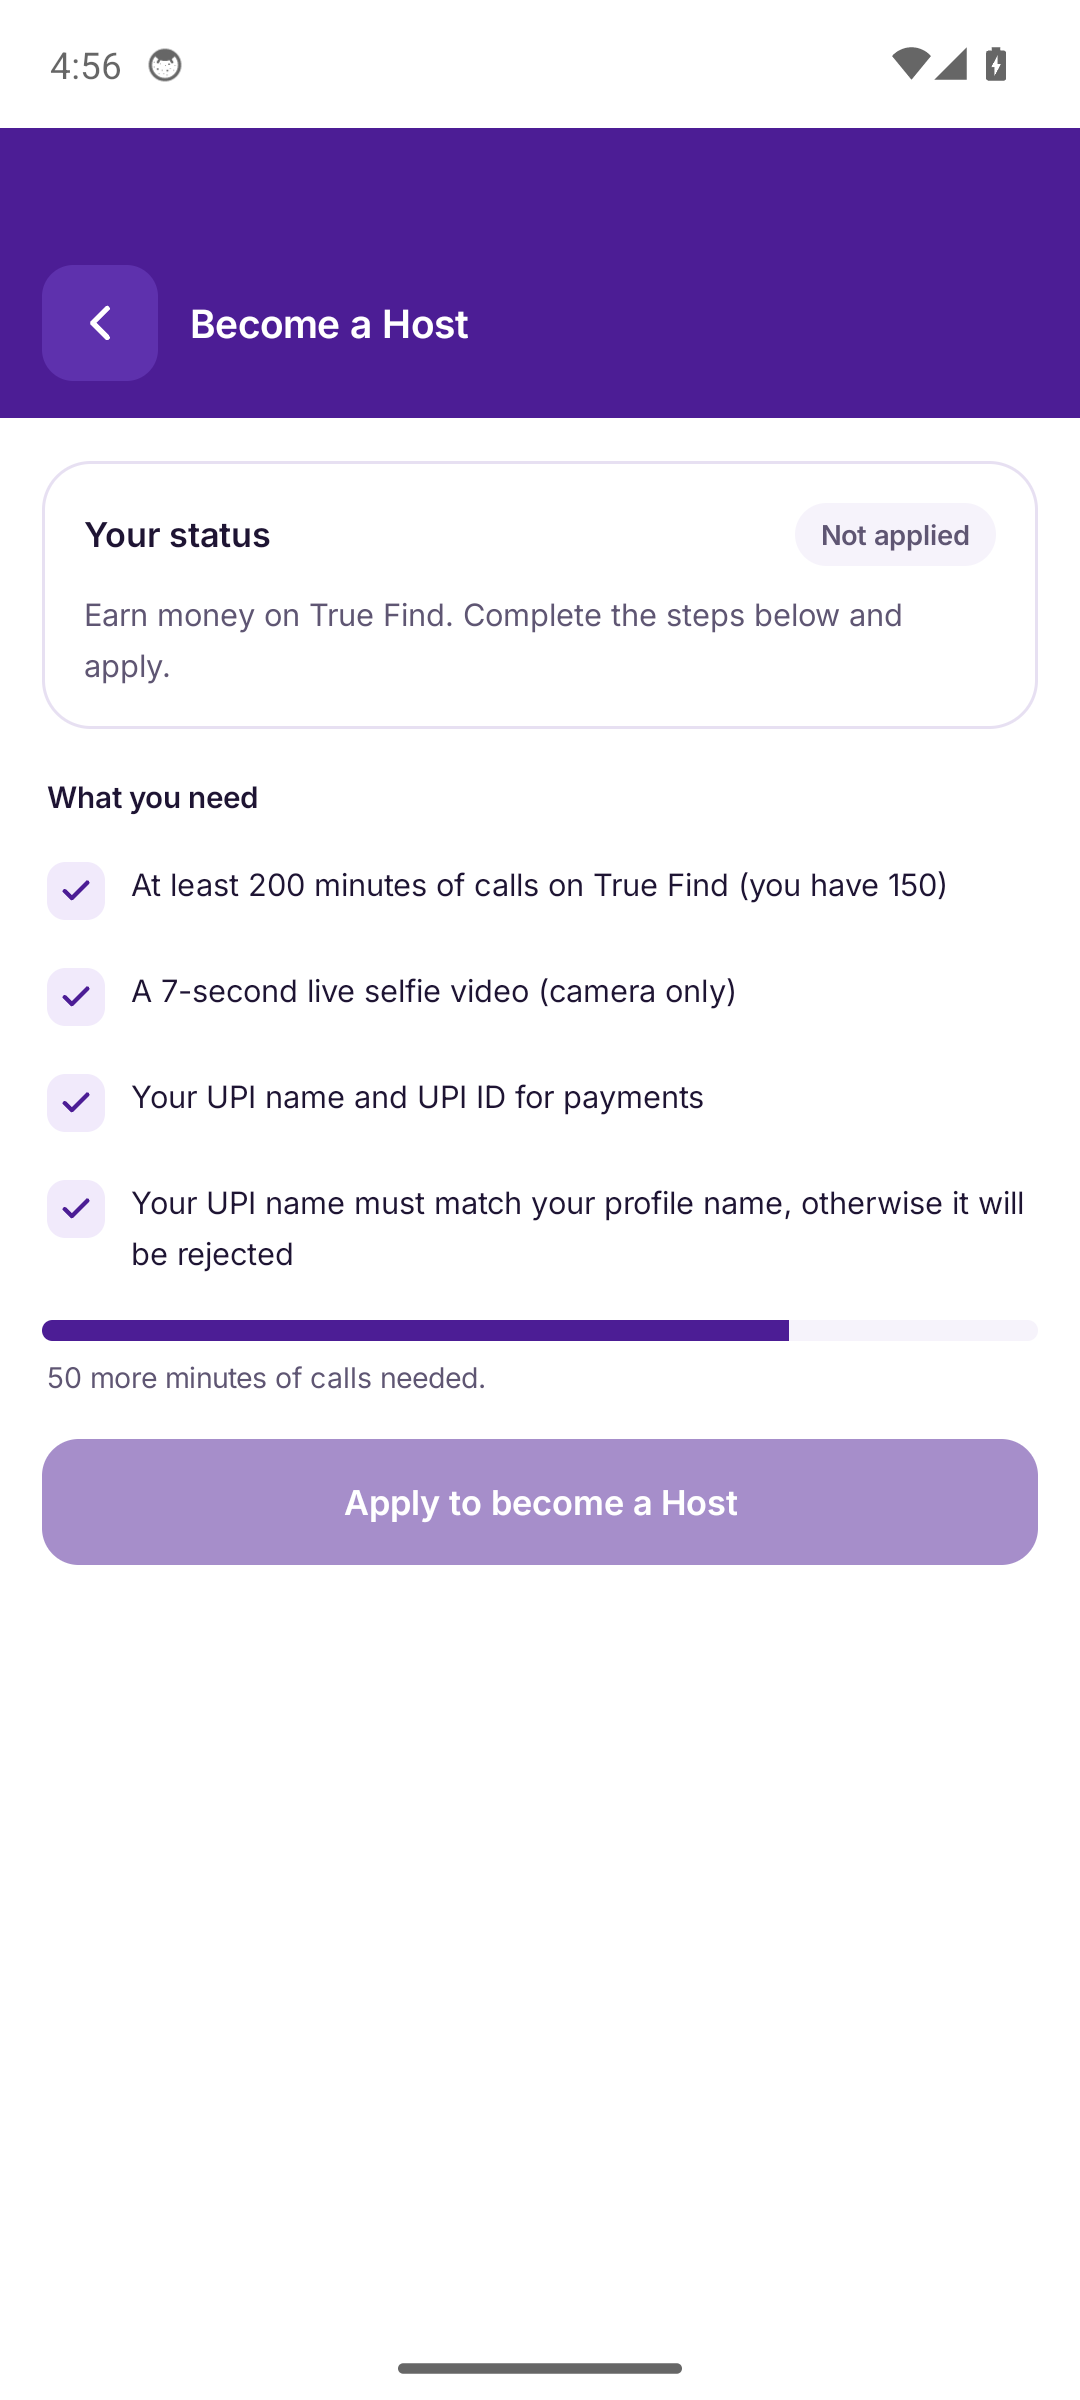 4:56
Become a Host
Your status
Not applied
Earn money on True Find. Complete the steps below and
apply.
What you need
At least 200 minutes of calls on True Find (you have 150)
A 7-second live selfie video (camera only)
Your UPI name and UPI ID for payments
Your UPI name must match your profile name, otherwise it will
be rejected
50 more minutes of calls needed.
Apply to become a Host